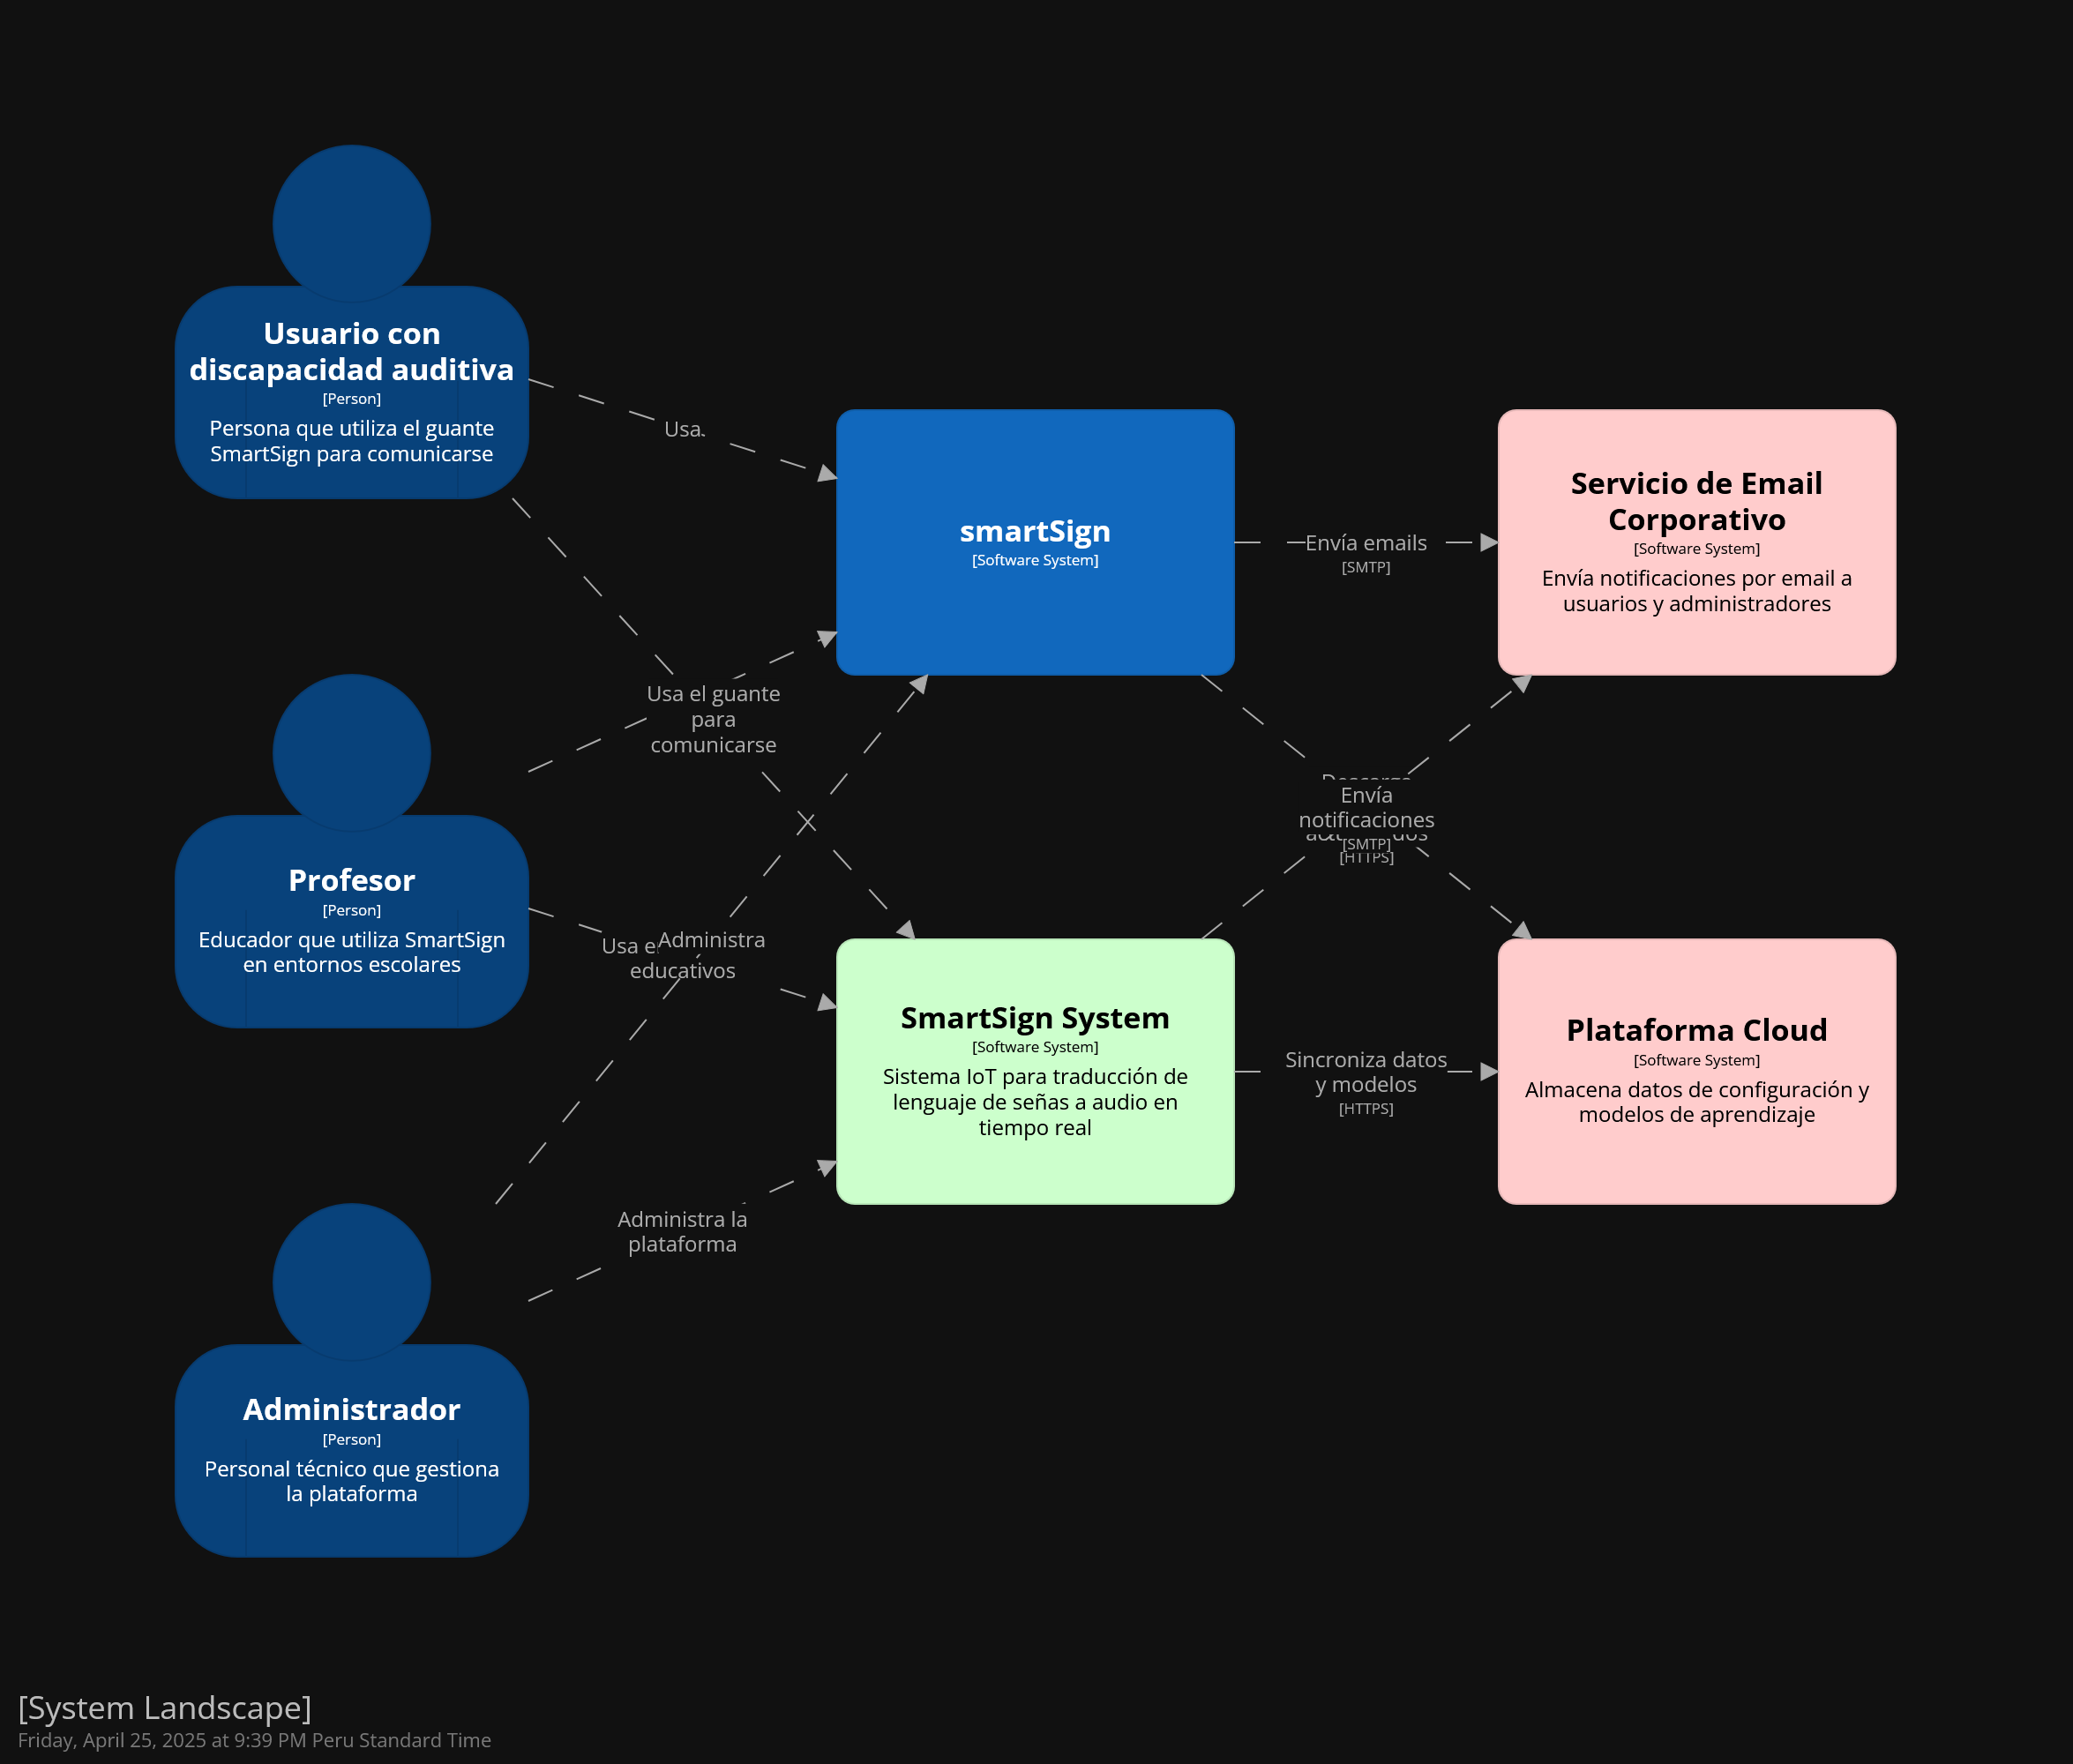 Usuario con
discapacidad auditiva
[Person]
Persona que utiliza el guante
SmartSign para comunicarse
Usa
smartSign
[Software System]
Envía emails
[SMTP]
Servicio de Email
Corporativo
[Software System]
Envía notificaciones por email a
usuarios y administradores
Usa el guante
para
comunicarse
Envía
notificaciones
[SMTP]
[HTTPS]
Profesor
[Person]
Educador que utiliza SmartSign
en entornos escolares
Usa
Administra
educativos
SmartSign System
[Software System]
Sistema IoT para traducción de
lenguaje de señas a audio en
tiempo real
Sincroniza datos
y modelos
[HTTPS]
Plataforma Cloud
[Software System]
Almacena datos de configuración y
modelos de aprendizaje
Administra la
plataforma
Administrador
[Person]
Personal técnico que gestiona
la plataforma
[System Landscape]
Friday, April 25, 2025 at 9:39 PM Peru Standard Time